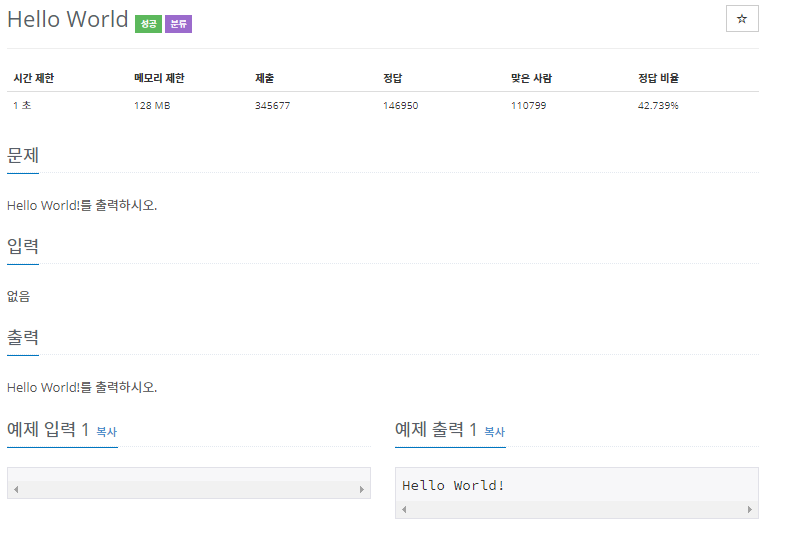 Hello World 성공 분류 ☆
시간 제한 메모리 제한 제출 정답 맞은 사람 정답 비율
1 초 128 MB 345677 146950 110799 42.739%
문제
Hello World!를 출력하시오.
입력
없음
출력
Hello World!를 출력하시오.
예제 입력 1 복사
예제 출력 1 복사
Hello World!